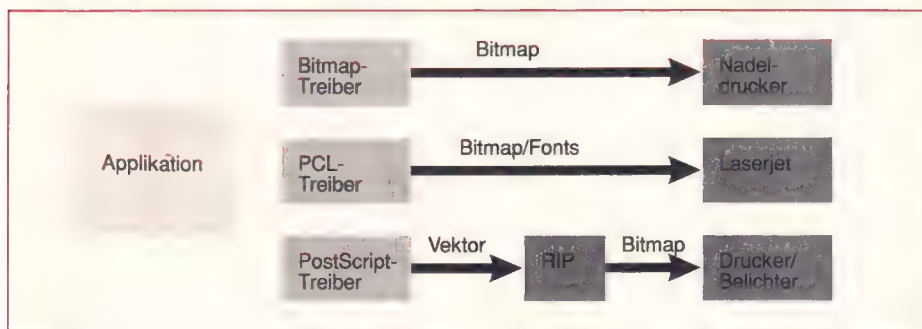 Bitmap
Bitmap-
Treiber
Nadel-
drucker
Applikation
Bitmap/Fonts
PCL-
Treiber
Laserjet
Vektor
Bitmap
PostScript-
Treiber
RIP
Drucker/
Belichter